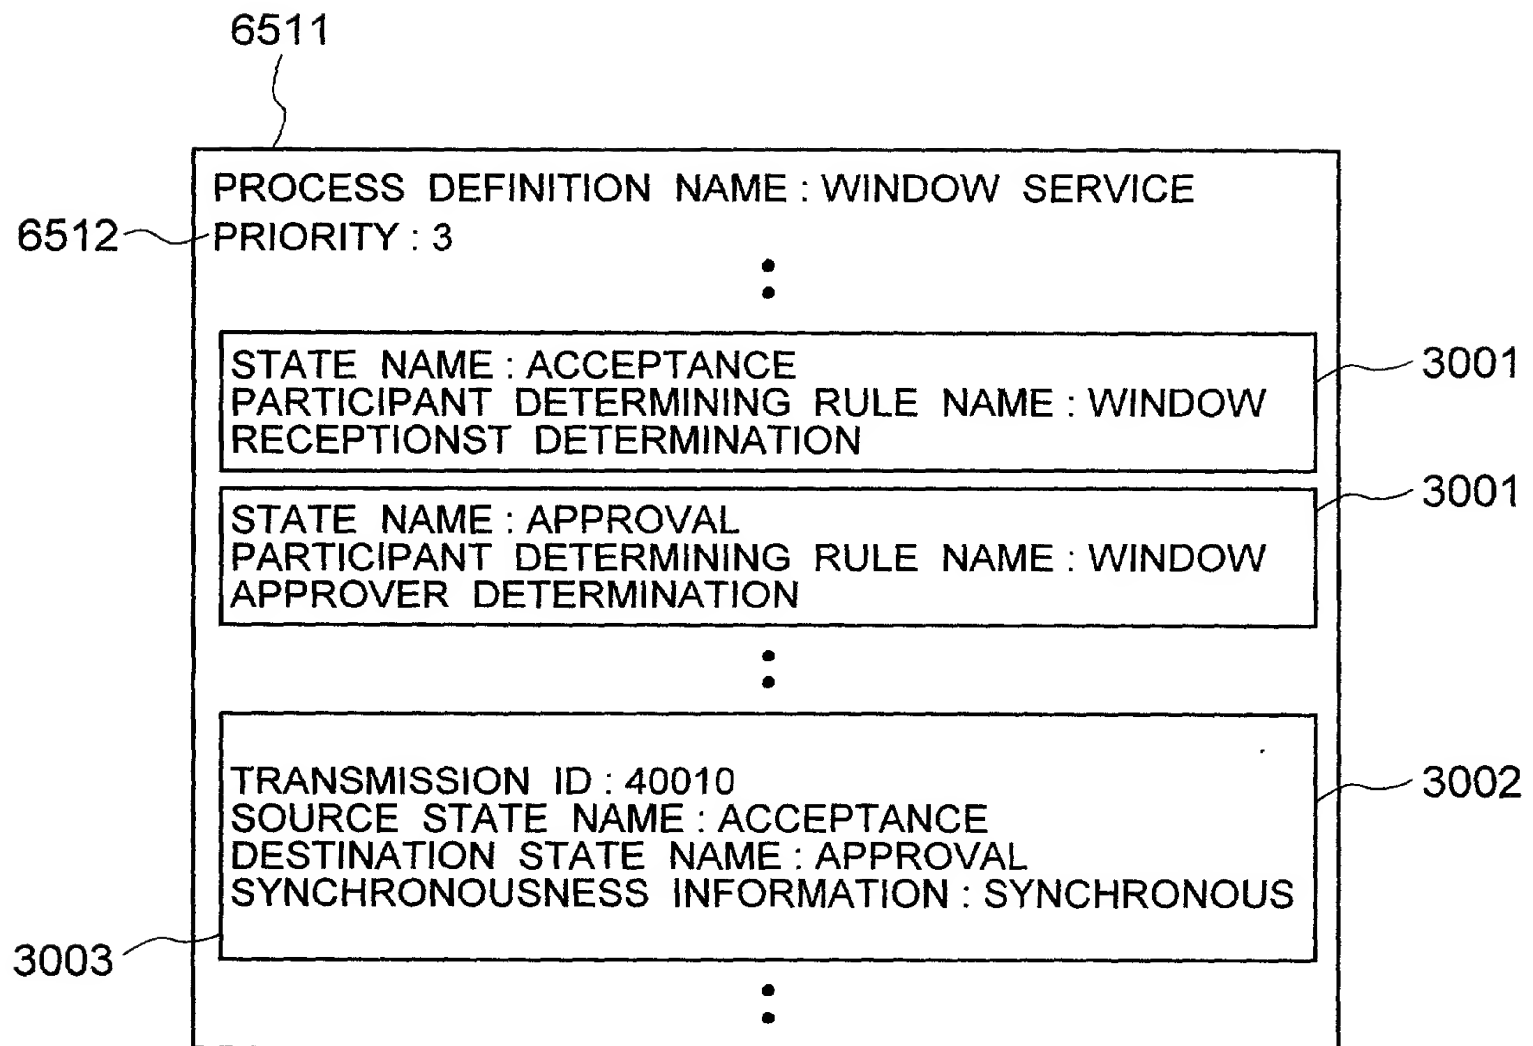 6511
PROCESS DEFINITION NAME : WINDOW SERVICE
6512
PRIORITY : 3
STATE NAME : ACCEPTANCE
PARTICIPANT DETERMINING RULE NAME : WINDOW
RECEPTIONST DETERMINATION
3001
STATE NAME : APPROVAL
PARTICIPANT DETERMINING RULE NAME : WINDOW
APPROVER DETERMINATION
3001
TRANSMISSION ID : 40010
SOURCE STATE NAME : ACCEPTANCE
DESTINATION STATE NAME : APPROVAL
SYNCHRONOUSNESS INFORMATION : SYNCHRONOUS
3002
3003